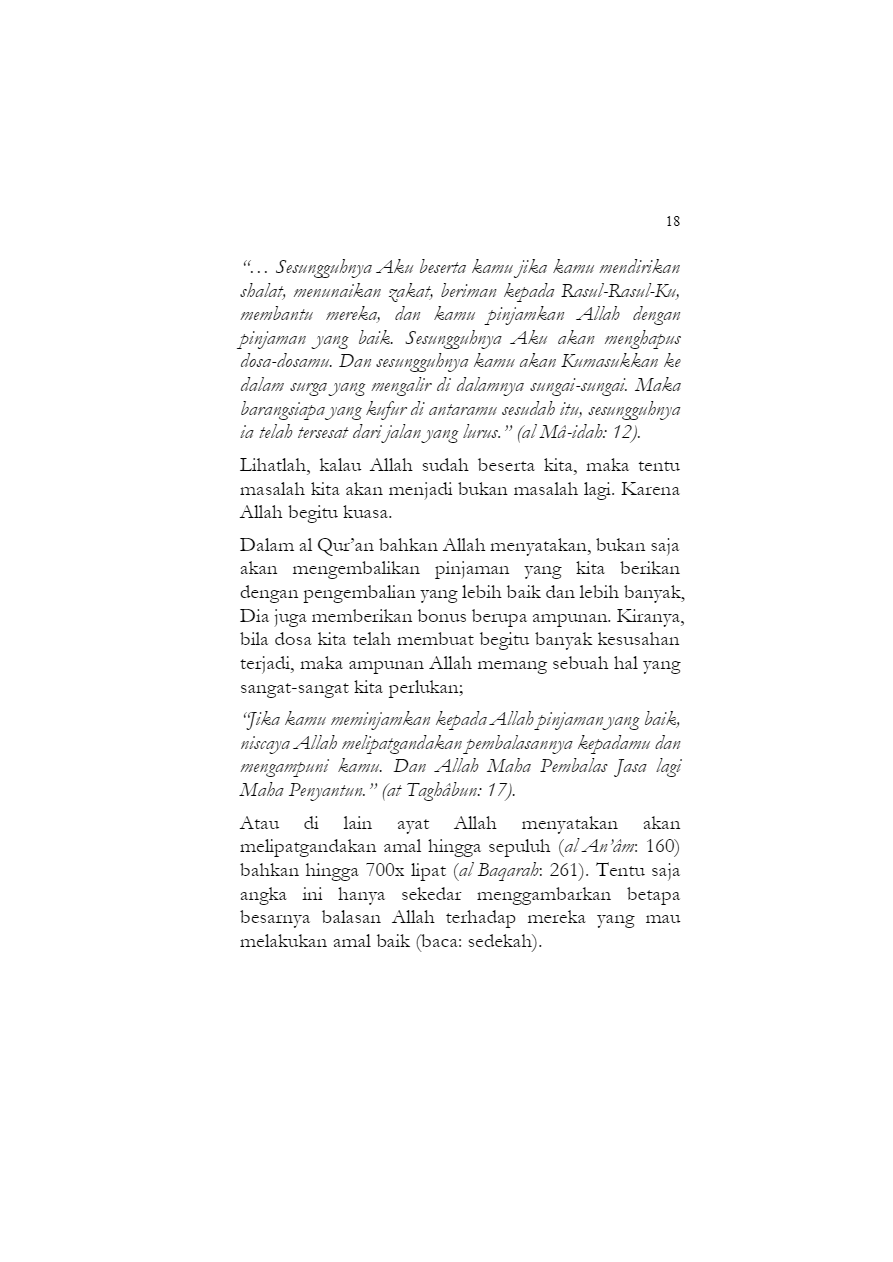 18
“… Sesungguhnya Aku beserta kamu jika kamu mendirikan
shalat, menunaikan zakat, beriman kepada Rasul-Rasul-Ku,
membantu mereka, dan kamu pinjamkan Allah dengan
pinjaman yang baik. Sesungguhnya Aku akan menghapus
dosa-dosamu. Dan sesungguhnya kamu akan Kumasukkan ke
dalam surga yang mengalir di dalamnya sungai-sungai. Maka
barangsiapa yang kufur di antaramu sesudah itu, sesungguhnya
ia telah tersesat dari jalan yang lurus.” (al Mâ-idah: 12).
Lihatlah, kalau Allah sudah beserta kita, maka tentu
masalah kita akan menjadi bukan masalah lagi. Karena
Allah begitu kuasa.
Dalam al Qur’an bahkan Allah menyatakan, bukan saja
akan mengembalikan pinjaman yang kita berikan
dengan pengembalian yang lebih baik dan lebih banyak,
Dia juga memberikan bonus berupa ampunan. Kiranya,
bila dosa kita telah membuat begitu banyak kesusahan
terjadi, maka ampunan Allah memang sebuah hal yang
sangat-sangat kita perlukan;
“Jika kamu meminjamkan kepada Allah pinjaman yang baik,
niscaya Allah melipatgandakan pembalasannya kepadamu dan
mengampuni kamu. Dan Allah Maha Pembalas Jasa lagi
Maha Penyantun.” (at Taghâbun: 17).
Atau di lain ayat Allah menyatakan akan
melipatgandakan amal hingga sepuluh (al An’âm: 160)
bahkan hingga 700x lipat (al Baqarah: 261). Tentu saja
angka ini hanya sekedar menggambarkan betapa
besarnya balasan Allah terhadap mereka yang mau
melakukan amal baik (baca: sedekah).